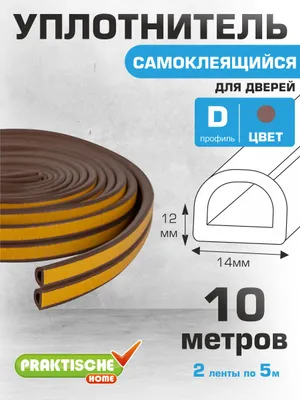 УПЛОТНИТЕЛЬ
САМОКЛЕЯЩИЙСЯ
ДЛЯ ДВЕРЕЙ
D
профиль
ЦВЕТ
12
мм
14мм
10
метров
2 ленты по 5м
PRAKTISCHE
HOME